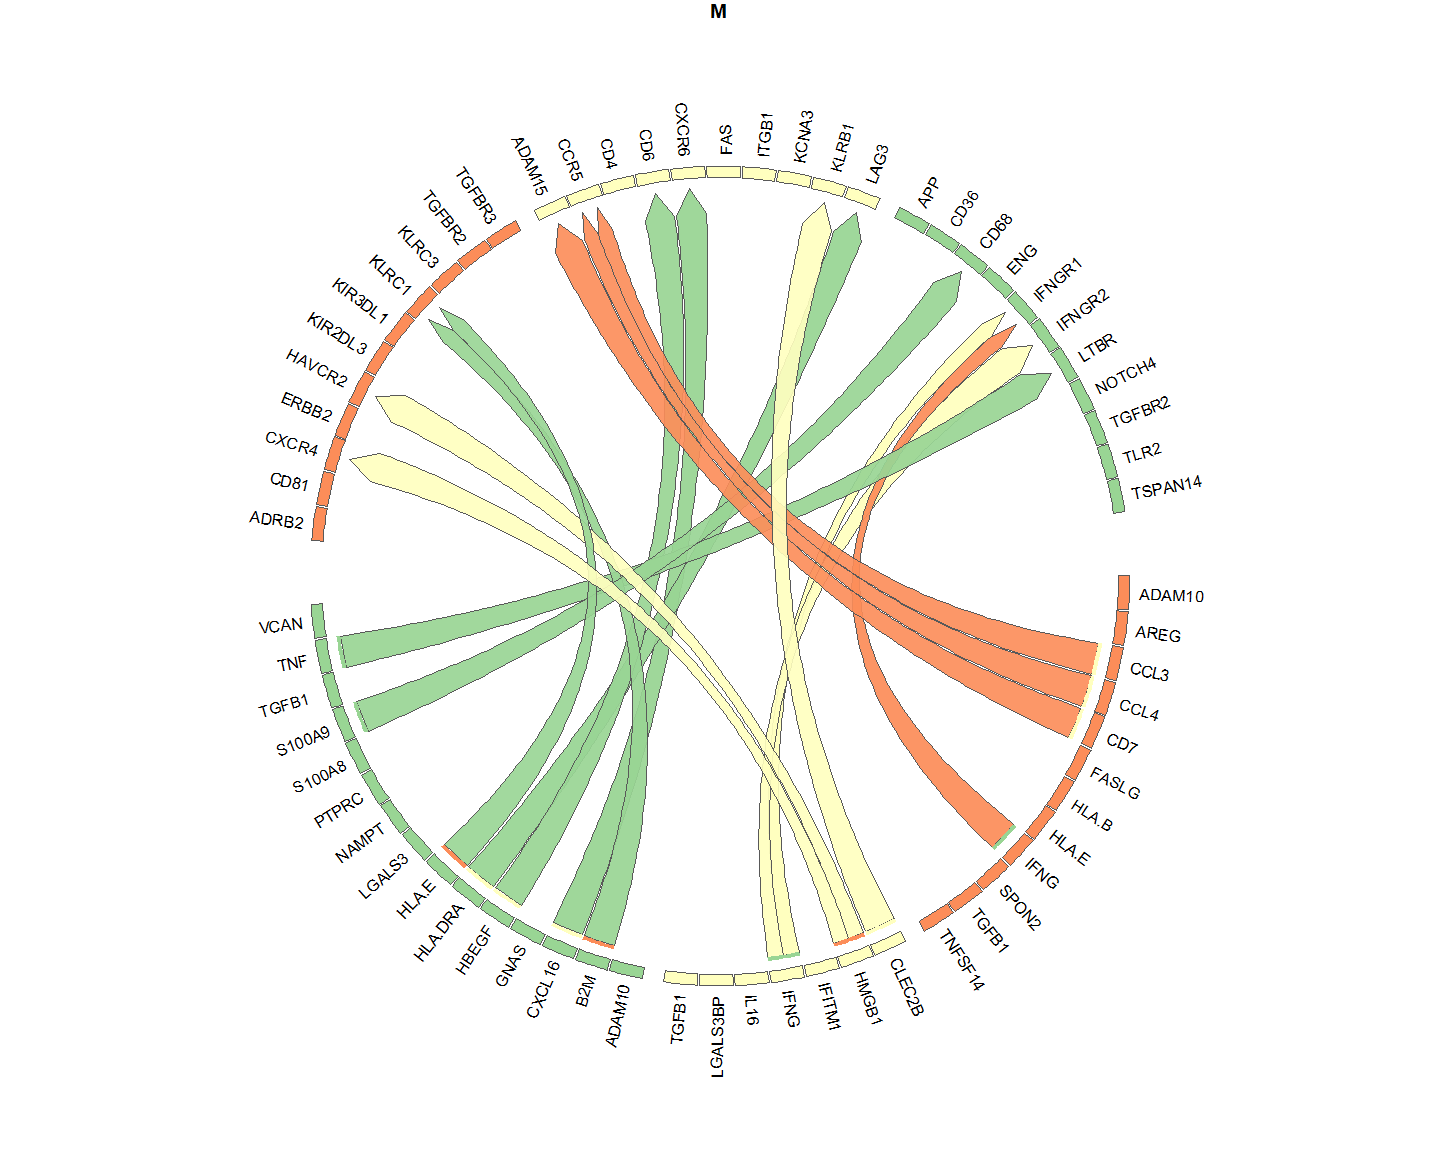 M
ADAM15
CCR5
CD4
CD6
CXCR6
FAS
ITGB1
KCNA3
KLRB1
LAG3
APP
CD36
CD68
ENG
IFNGR1
IFNGR2
LTBR
NOTCH4
TGFBR2
TLR2
TSPAN14
ADAM10
AREG
CCL3
CCL4
CD7
FASLG
HLA.B
HLA.E
IFNG
SPON2
TGFB1
TNFSF14
CLEC2B
HMGB1
IFITM1
IFNG
IL16
LGALS3BP
TGFB1
ADAM10
B2M
CXCL16
GNAS
HBEGF
HLA.DRA
HLA.E
LGALS3
NAMPT
PTPRC
S100A8
S100A9
TGFB1
TNF
VCAN
ADRB2
CD81
CXCR4
ERBB2
HAVCR2
KIR2DL3
KIR3DL1
KLRC1
KLRC3
TGFBR2
TGFBR3